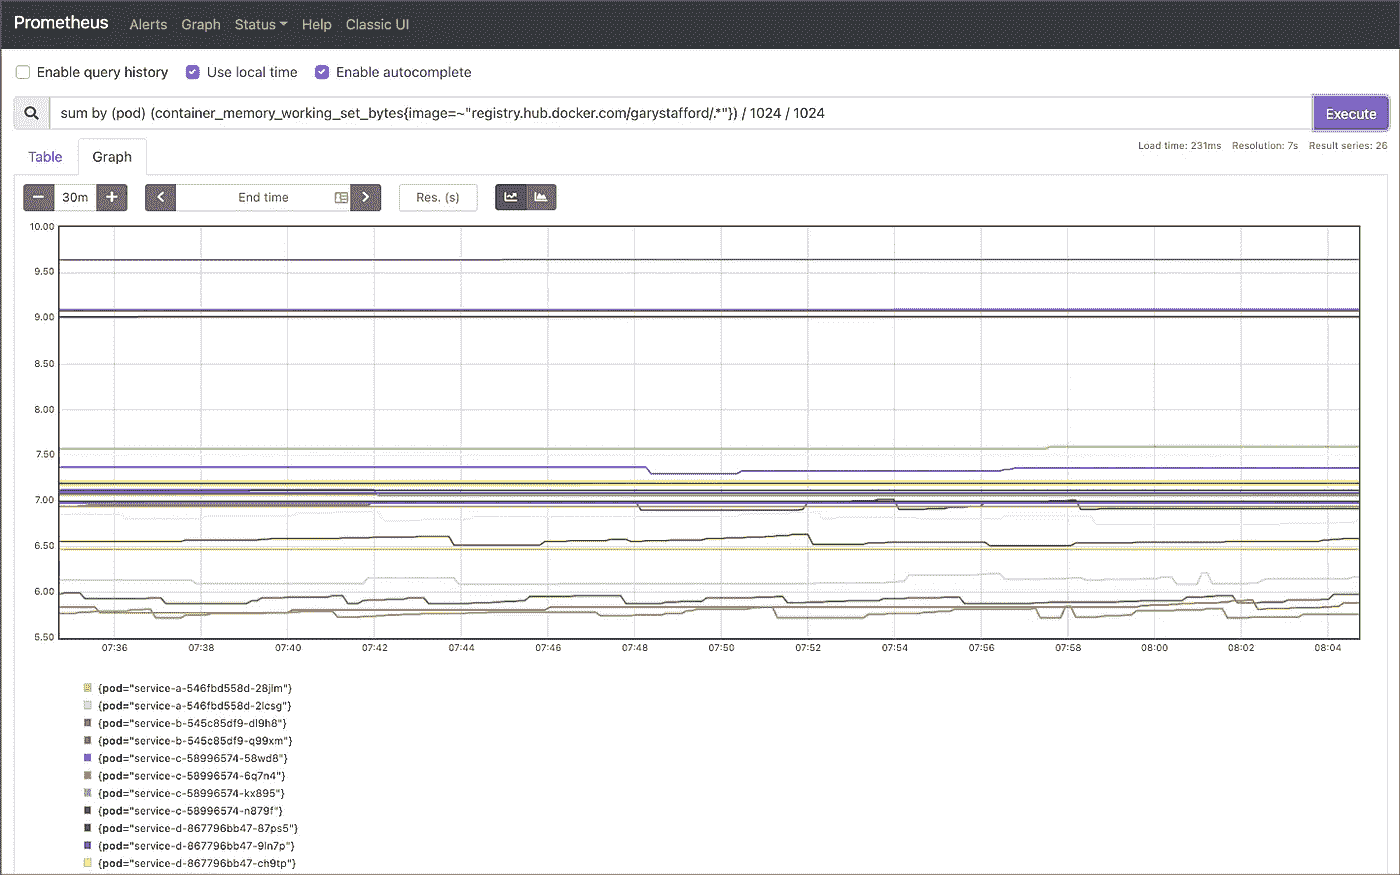 Prometheus Alerts Graph Status Help Classic UI
Enable query history Use local time Enable autocomplete
sum by (pod) (container_memory_working_set_bytes{image=~"registry.hub.docker.com/garystafford/.*"}) / 1024 / 1024 Execute
Load time: 231ms Resolution: 7s Result series: 26
Table Graph
30m End time Res. (s)
10.00
9.50
9.00
8.50
8.00
7.50
7.00
6.50
6.00
5.50
07:36 07:38 07:40 07:42 07:44 07:46 07:48 07:50 07:52 07:54 07:56 07:58 08:00 08:02 08:04
{pod="service-a-546fbd558d-28jlm"}
{pod="service-a-546fbd558d-2lcsg"}
{pod="service-b-545c85df9-dl9h8"}
{pod="service-b-545c85df9-q99xm"}
{pod="service-c-58996574-58wd8"}
{pod="service-c-58996574-6q7n4"}
{pod="service-c-58996574-kx895"}
{pod="service-c-58996574-n879f"}
{pod="service-d-867796bb47-87ps5"}
{pod="service-d-867796bb47-9ln7p"}
{pod="service-d-867796bb47-ch9tp"}